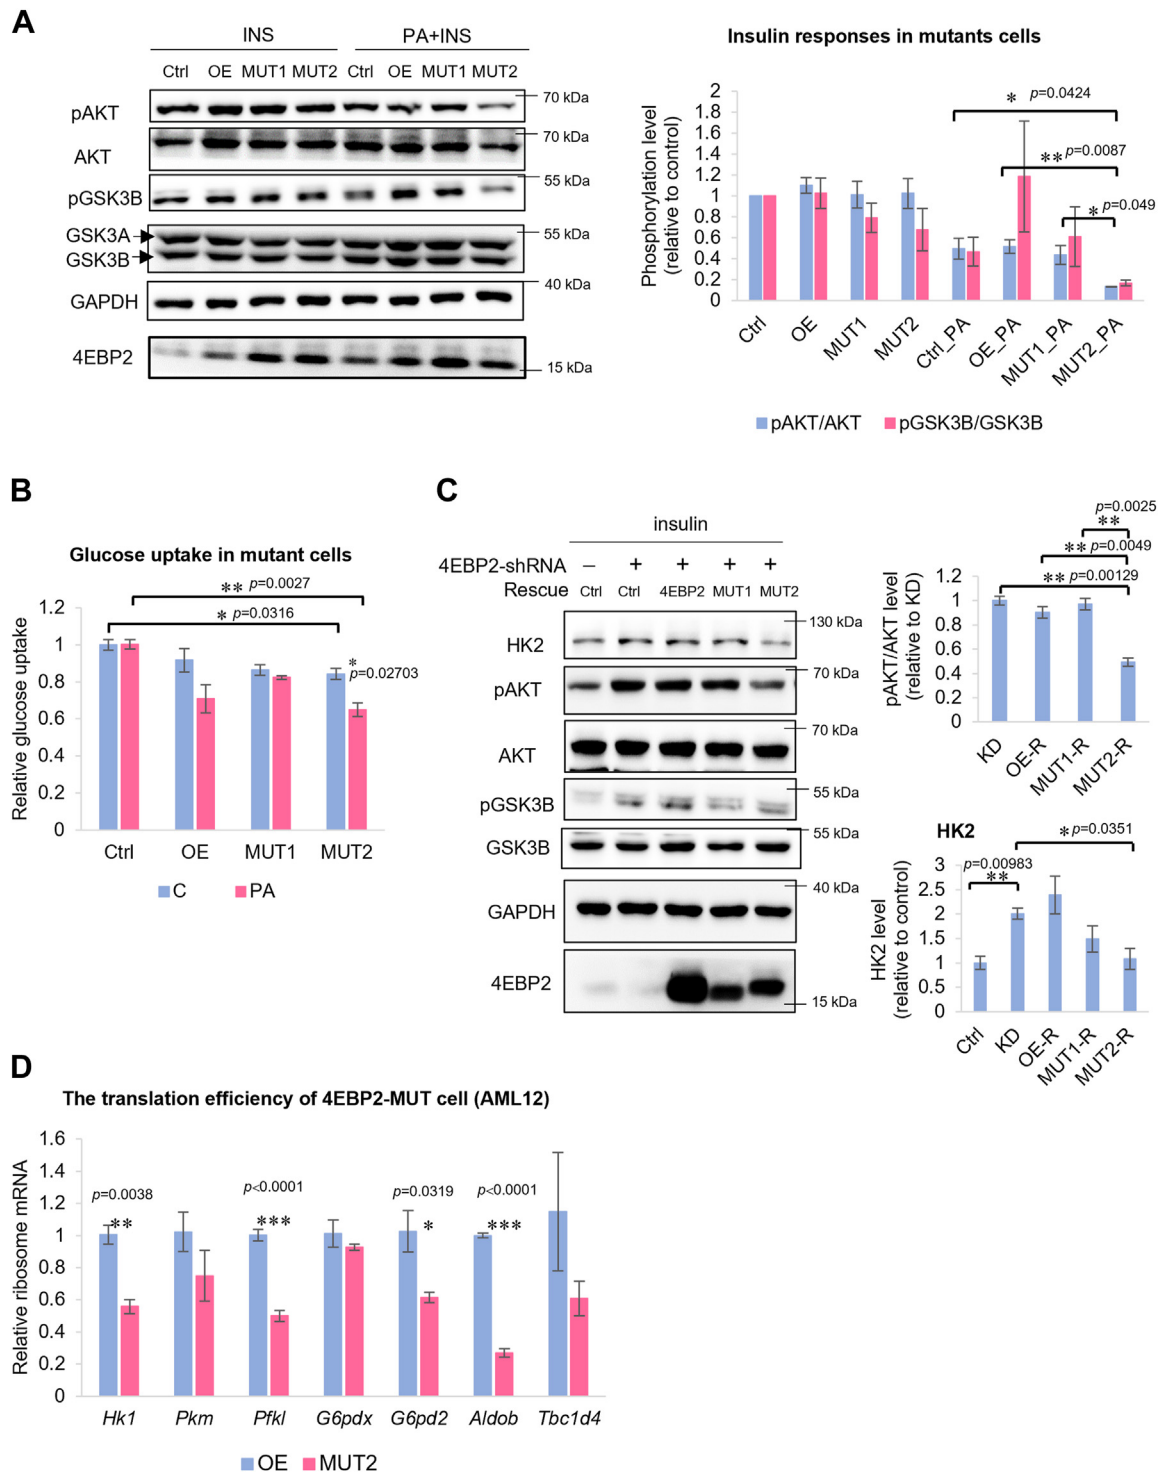 A
INS PA+INS
Ctrl OE MUT1 MUT2 Ctrl OE MUT1 MUT2
pAKT
70 kDa
AKT
70 kDa
pGSK3B
55 kDa
GSK3A
55 kDa
GSK3B
GAPDH
40 kDa
4EBP2
15 kDa
Insulin responses in mutants cells
Phosphorylation level
(relative to control)
2
1.8
1.6
1.4
1.2
1
0.8
0.6
0.4
0.2
0
* p=0.0424
** p=0.0087
* p=0.049
Ctrl OE MUT1 MUT2 Ctrl_PA OE_PA MUT1_PA MUT2_PA
pAKT/AKT pGSK3B/GSK3B
B
Glucose uptake in mutant cells
Relative glucose uptake
1.2
1
0.8
0.6
0.4
0.2
0
** p=0.0027
* p=0.0316
*
p=0.02703
Ctrl OE MUT1 MUT2
C PA
C
insulin
4EBP2-shRNA – + + + +
Rescue Ctrl Ctrl 4EBP2 MUT1 MUT2
HK2
130 kDa
pAKT
70 kDa
AKT
70 kDa
pGSK3B
55 kDa
GSK3B
55 kDa
GAPDH
40 kDa
4EBP2
15 kDa
pAKT/AKT level
(relative to KD)
1.2
1
0.8
0.6
0.4
0.2
0
p=0.0025
**
** p=0.0049
** p=0.00129
KD OE-R MUT1-R MUT2-R
HK2
HK2 level
(relative to control)
3
2.5
2
1.5
1
0.5
0
* p=0.0351
p=0.00983
**
Ctrl KD OE-R MUT1-R MUT2-R
D
The translation efficiency of 4EBP2-MUT cell (AML12)
Relative ribosome mRNA
1.6
1.4
1.2
1
0.8
0.6
0.4
0.2
0
p=0.0038
**
p<0.0001
***
p=0.0319
*
p<0.0001
***
Hk1 Pkm Pfkl G6pdx G6pd2 Aldob Tbc1d4
OE MUT2